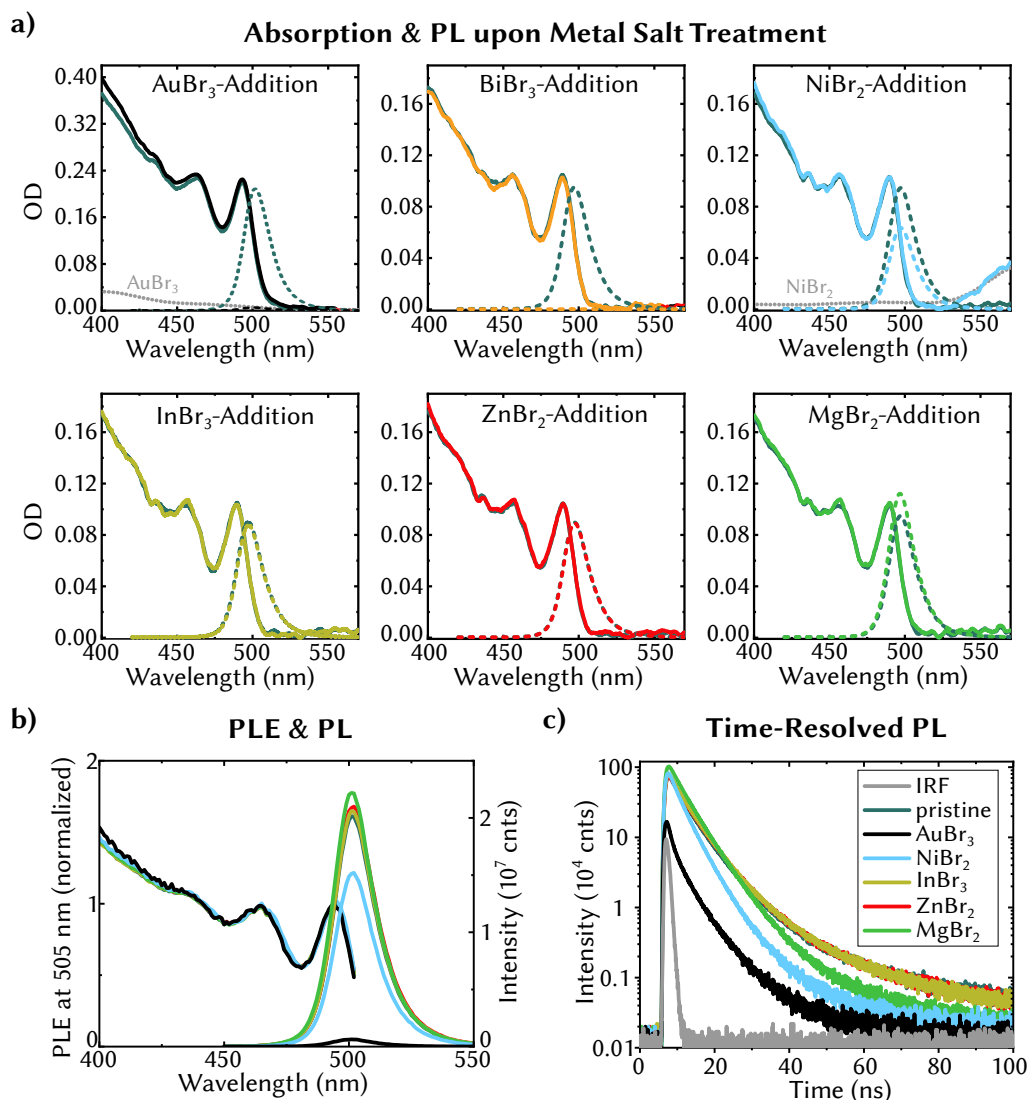 a)
Absorption & PL upon Metal Salt Treatment
AuBr3-Addition
BiBr3-Addition
NiBr2-Addition
0.40
0.32
0.24
0.16
0.08
0.00
OD
AuBr3
400 450 500 550
Wavelength (nm)
0.16
0.12
0.08
0.04
0.00
400 450 500 550
Wavelength (nm)
0.16
0.12
0.08
0.04
0.00
NiBr2
400 450 500 550
Wavelength (nm)
InBr3-Addition
ZnBr2-Addition
MgBr2-Addition
0.16
0.12
0.08
0.04
0.00
OD
400 450 500 550
Wavelength (nm)
0.16
0.12
0.08
0.04
0.00
400 450 500 550
Wavelength (nm)
0.16
0.12
0.08
0.04
0.00
400 450 500 550
Wavelength (nm)
b)
PLE & PL
2
1
0
PLE at 505 nm (normalized)
2
1
0
Intensity (10^7 cnts)
400 450 500 550
Wavelength (nm)
c)
Time-Resolved PL
100
10
1
0.1
0.01
Intensity (10^4 cnts)
IRF
pristine
AuBr3
NiBr2
InBr3
ZnBr2
MgBr2
0 20 40 60 80 100
Time (ns)